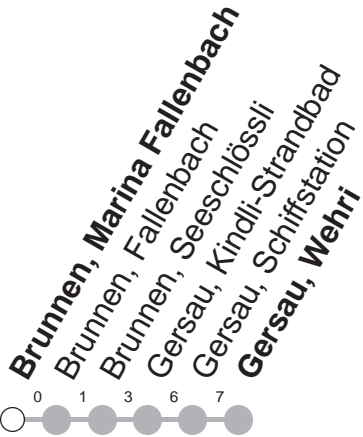 Brunnen, Marina Fallenbach
Brunnen, Fallenbach
Brunnen, Seeschlössli
Gersau, Kindli-Strandbad
Gersau, Schiffstation
Gersau, Wehri
0 1 3 6 7